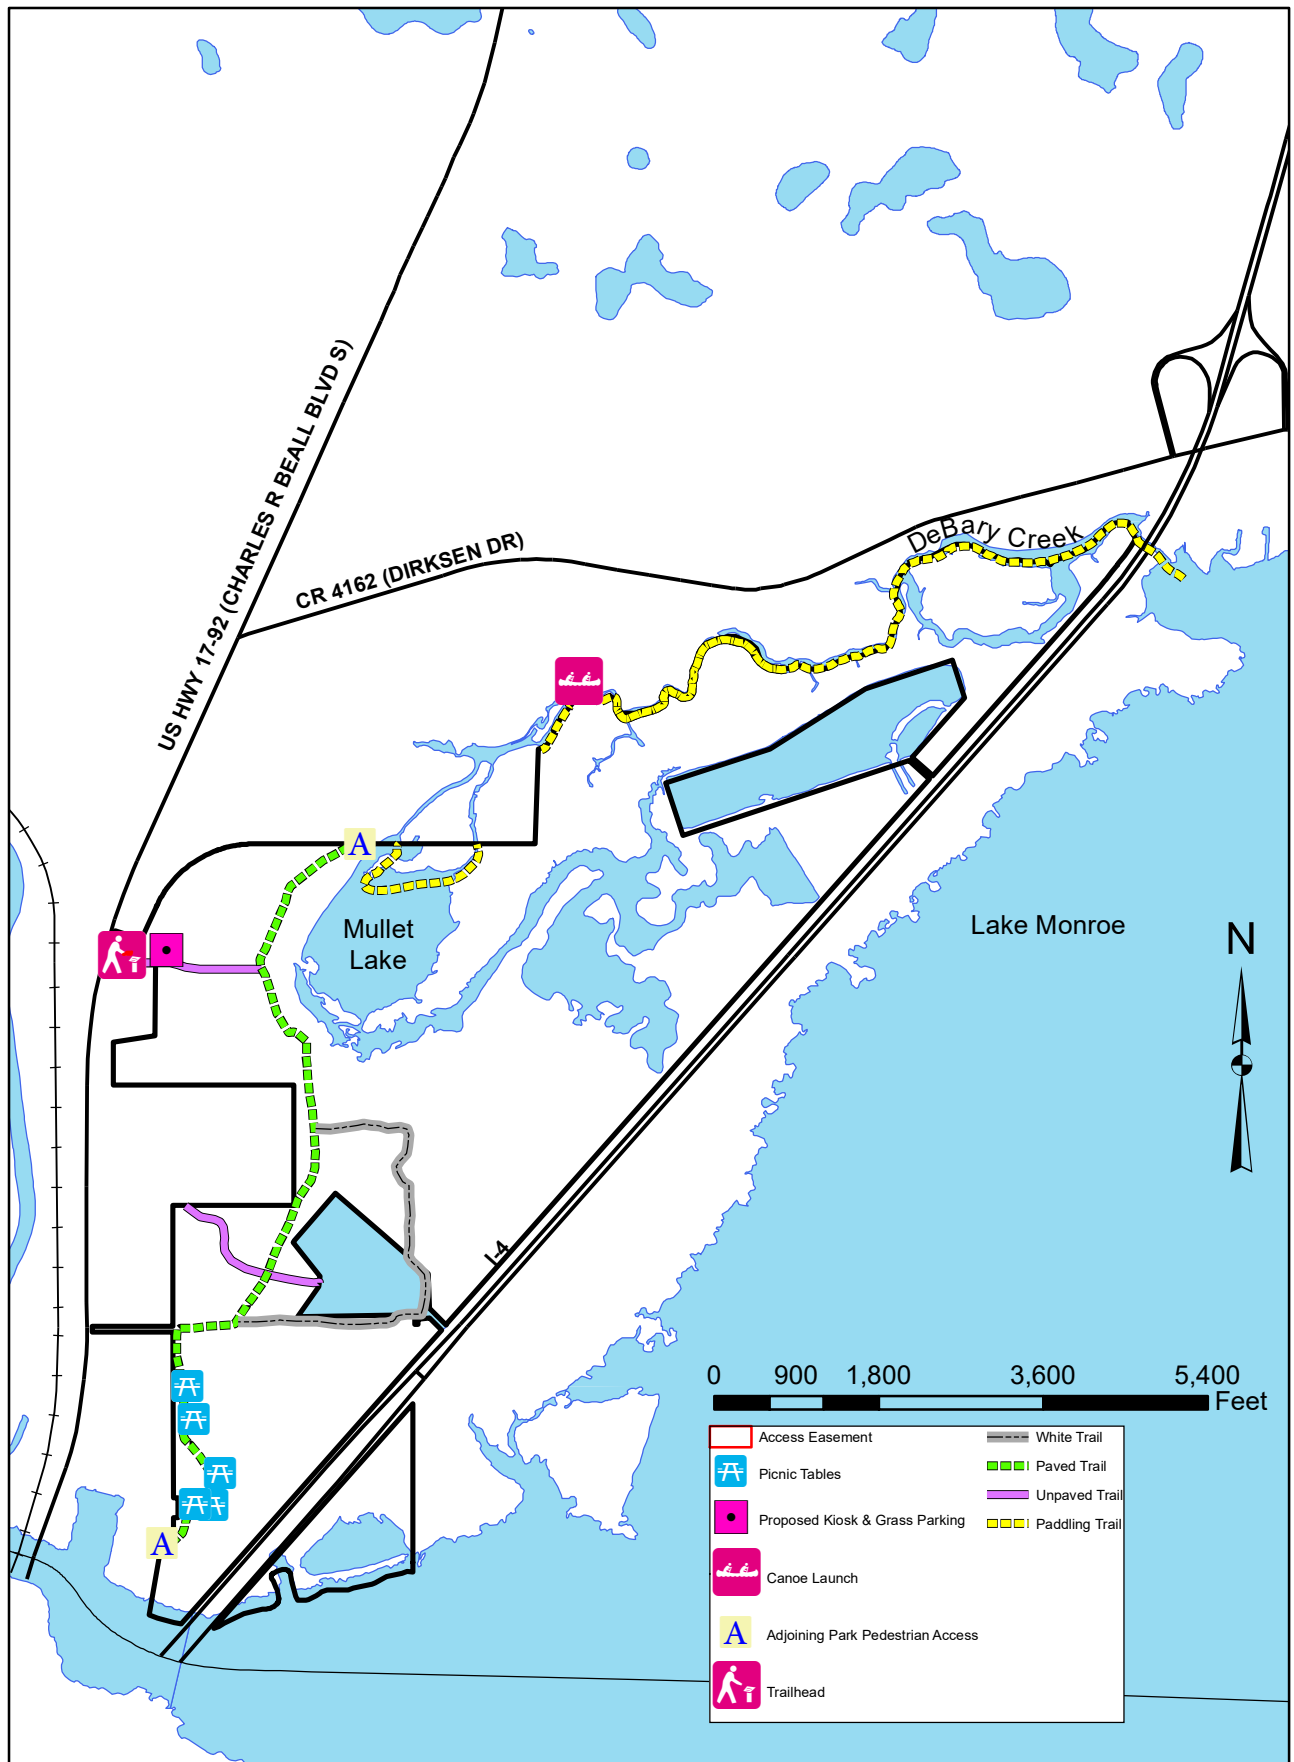 US HWY 17-92 (CHARLES R BEALL BLVD S)
CR 4162 (DIRKSEN DR)
DeBary Creek
A
Mullet
Lake
Lake Monroe
N
I-4
0 900 1,800 3,600 5,400
Feet
A
Access Easement
Picnic Tables
Proposed Kiosk & Grass Parking
Canoe Launch
A Adjoining Park Pedestrian Access
Trailhead
White Trail
Paved Trail
Unpaved Trail
Paddling Trail